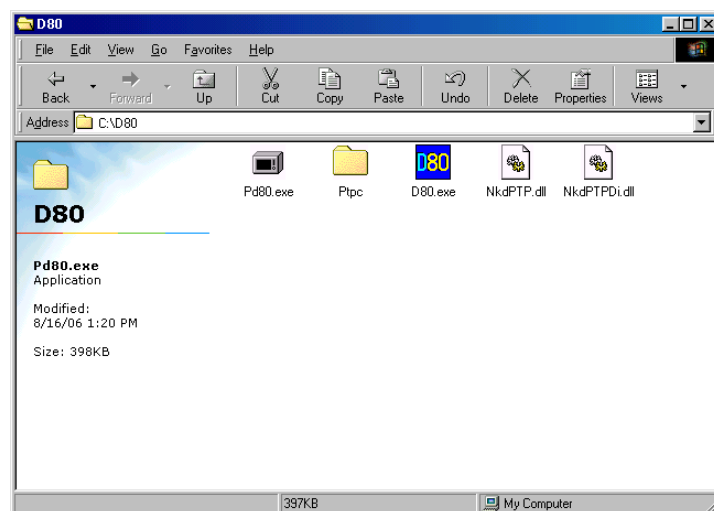 D80
File Edit View Go Favorites Help
Back Forward Up Cut Copy Paste Undo Delete Properties Views
Address C:\D80
D80
Pd80.exe
Application
Modified:
8/16/06 1:20 PM
Size: 398KB
D80
Pd80.exe Ptpc D80.exe NkdPTP.dll NkdPTPDi.dll
397KB My Computer